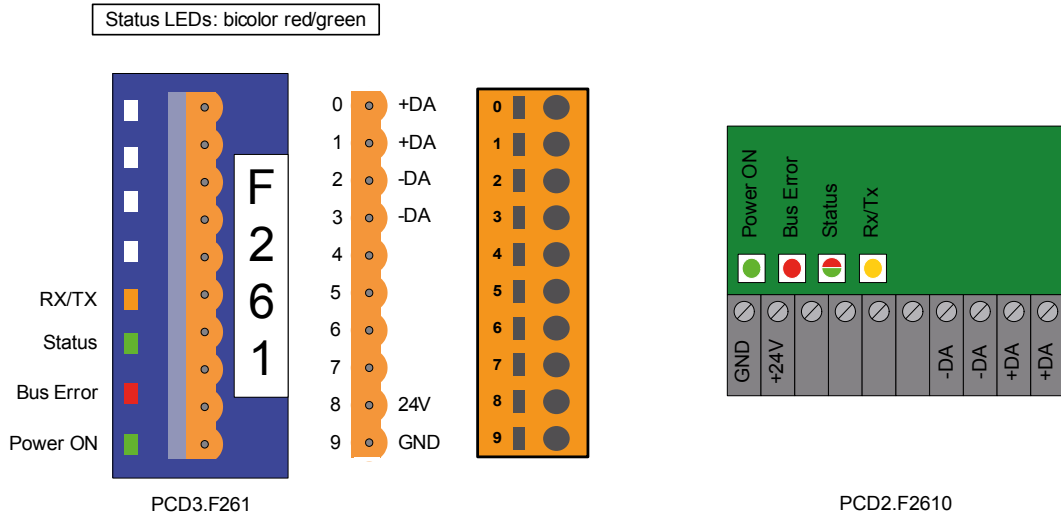 Status LEDs: bicolor red/green
RX/TX
Status
Bus Error
Power ON
F
2
6
1
PCD3.F261
0 +DA
1 +DA
2 -DA
3 -DA
4
5
6
7
8 24V
9 GND
0
1
2
3
4
5
6
7
8
9
Power ON
Bus Error
Status
Rx/Tx
GND
+24V
-DA
-DA
+DA
+DA
PCD2.F2610